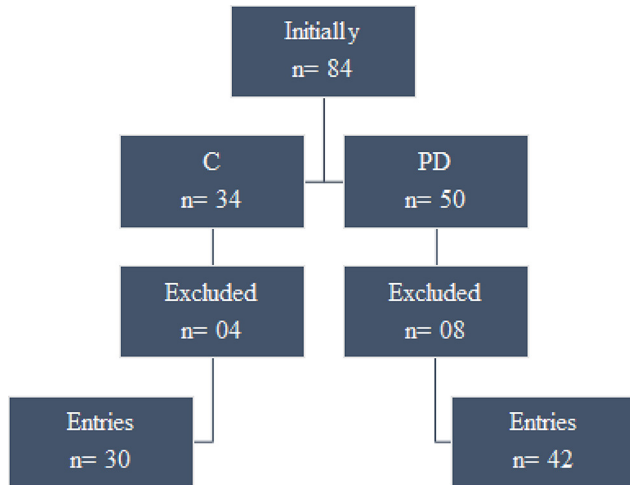 Initially
n= 84
C
n= 34
PD
n= 50
Excluded
n= 04
Excluded
n= 08
Entries
n= 30
Entries
n= 42